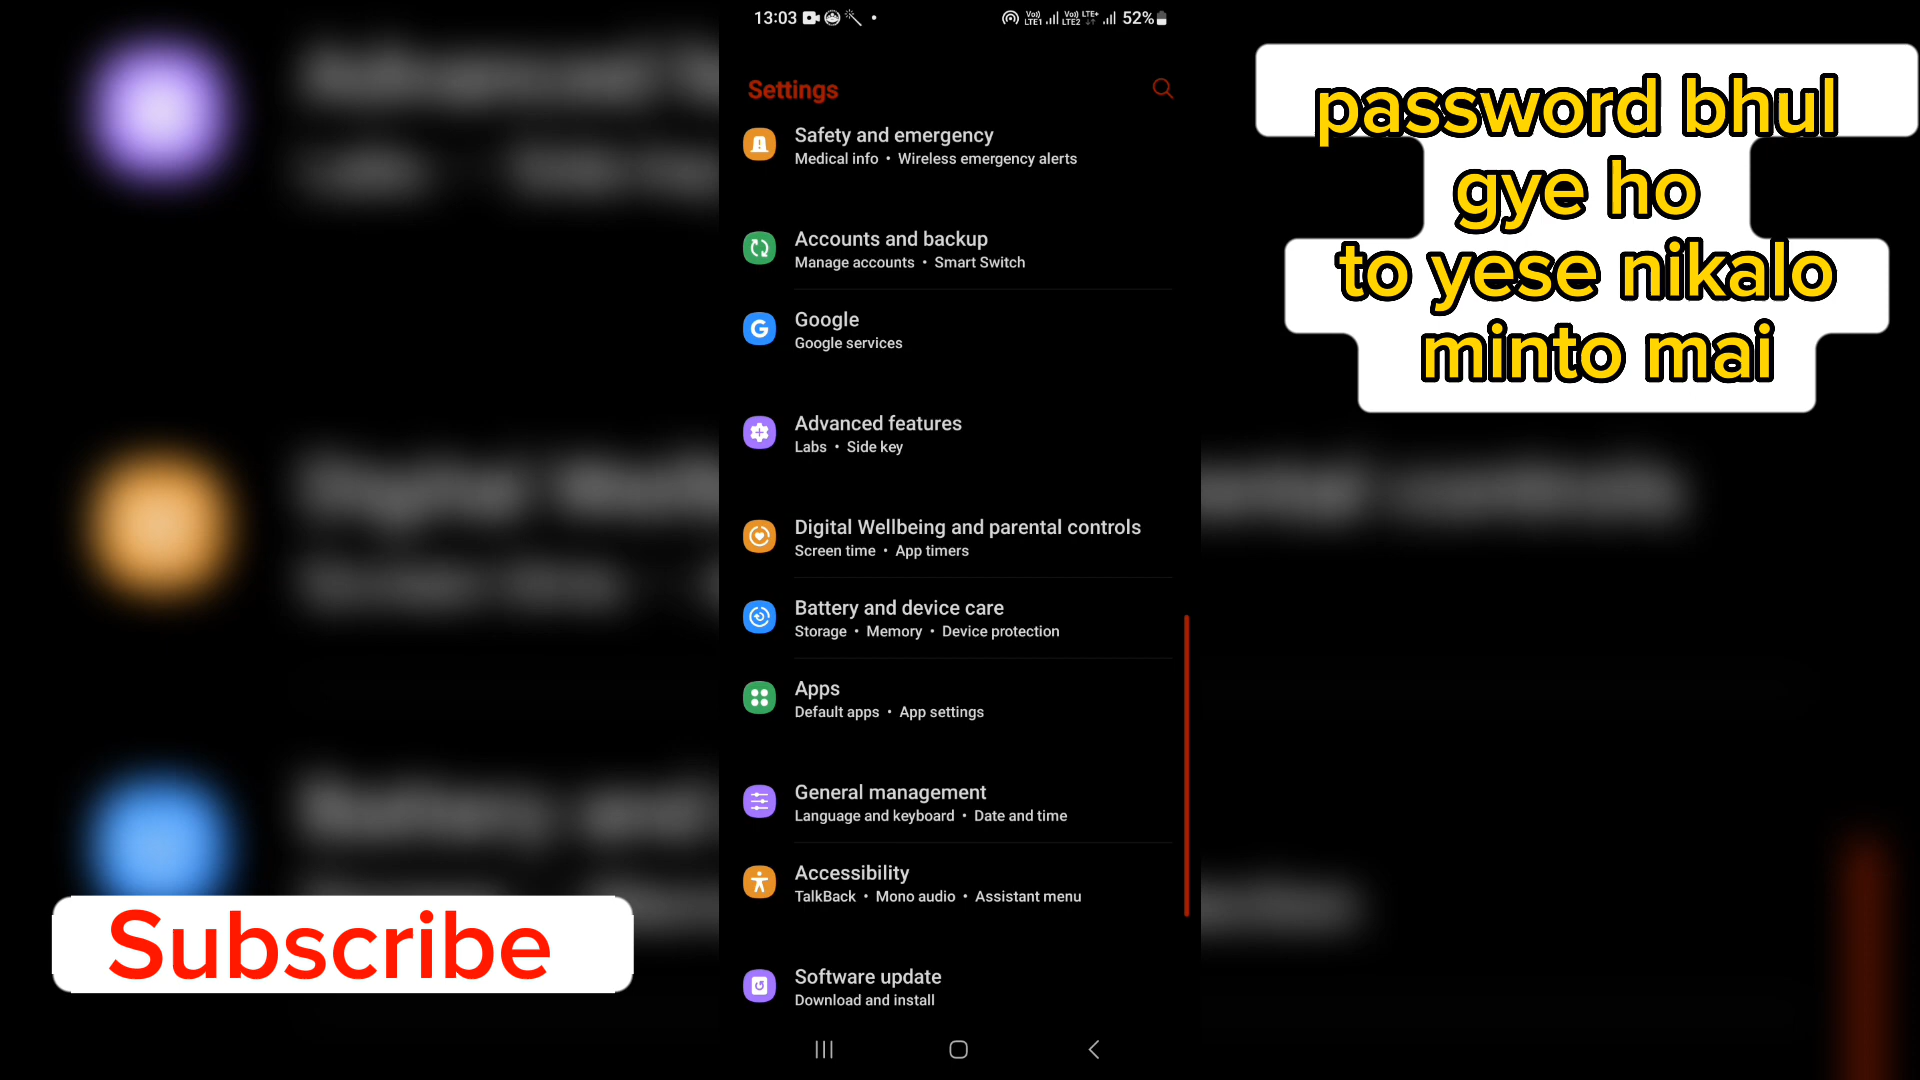 13:03 52%
Settings
Safety and emergency
Medical info • Wireless emergency alerts
Accounts and backup
Manage accounts • Smart Switch
Google
Google services
Advanced features
Labs • Side key
Digital Wellbeing and parental controls
Screen time • App timers
Battery and device care
Storage • Memory • Device protection
Apps
Default apps • App settings
General management
Language and keyboard • Date and time
Accessibility
TalkBack • Mono audio • Assistant menu
Software update
Download and install
password bhul
gye ho
to yese nikalo
minto mai
Subscribe